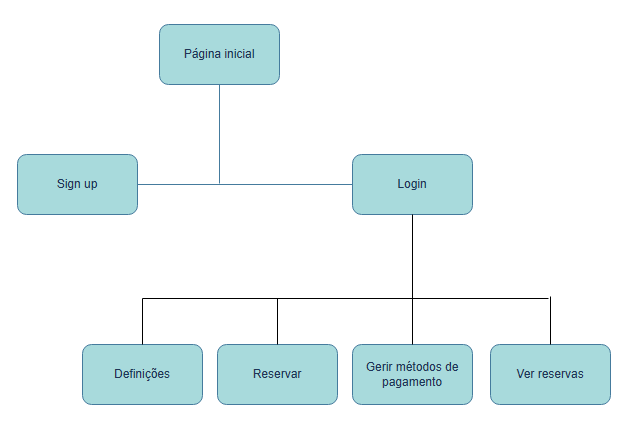 Página inicial
Sign up
Login
Definições
Reservar
Gerir métodos de
pagamento
Ver reservas